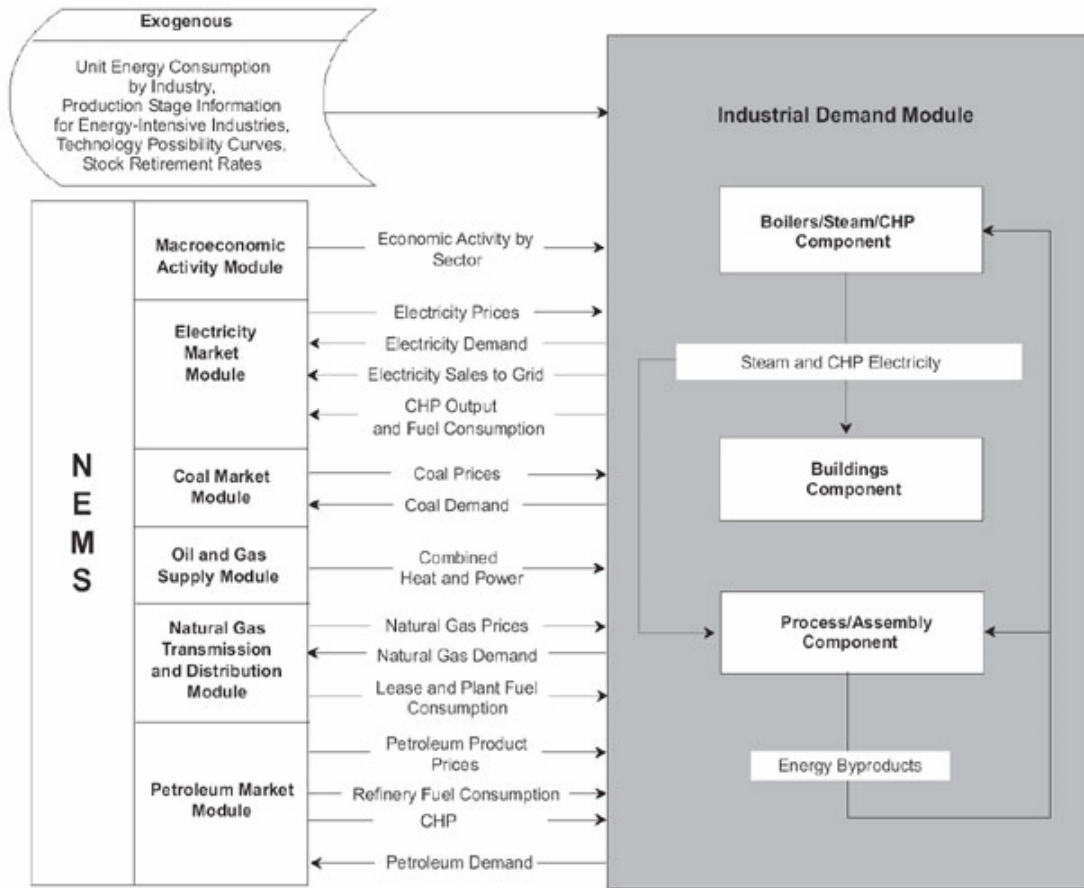 Exogenous
Unit Energy Consumption
by Industry,
Production Stage Information
for Energy-Intensive Industries,
Technology Possibility Curves,
Stock Retirement Rates
Industrial Demand Module
NEMS
Macroeconomic
Activity Module
Economic Activity by
Sector
Electricity
Market
Module
Electricity Prices
Electricity Demand
Electricity Sales to Grid
CHP Output
and Fuel Consumption
Coal Market
Module
Coal Prices
Coal Demand
Oil and Gas
Supply Module
Combined
Heat and Power
Natural Gas
Transmission
and Distribution
Module
Natural Gas Prices
Natural Gas Demand
Lease and Plant Fuel
Consumption
Petroleum Market
Module
Petroleum Product
Prices
Refinery Fuel Consumption
CHP
Petroleum Demand
Boilers/Steam/CHP
Component
Steam and CHP Electricity
Buildings
Component
Process/Assembly
Component
Energy Byproducts